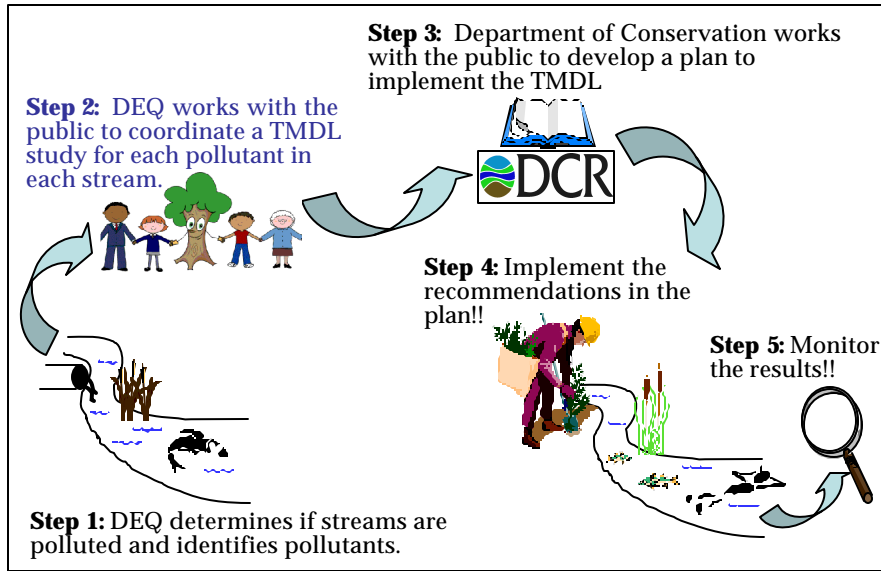 Step 1: DEQ determines if streams are
polluted and identifies pollutants.
Step 2: DEQ works with the
public to coordinate a TMDL
study for each pollutant in
each stream.
Step 3: Department of Conservation works
with the public to develop a plan to
implement the TMDL
DCR
Step 4: Implement the
recommendations in the
plan!!
Step 5: Monitor
the results!!